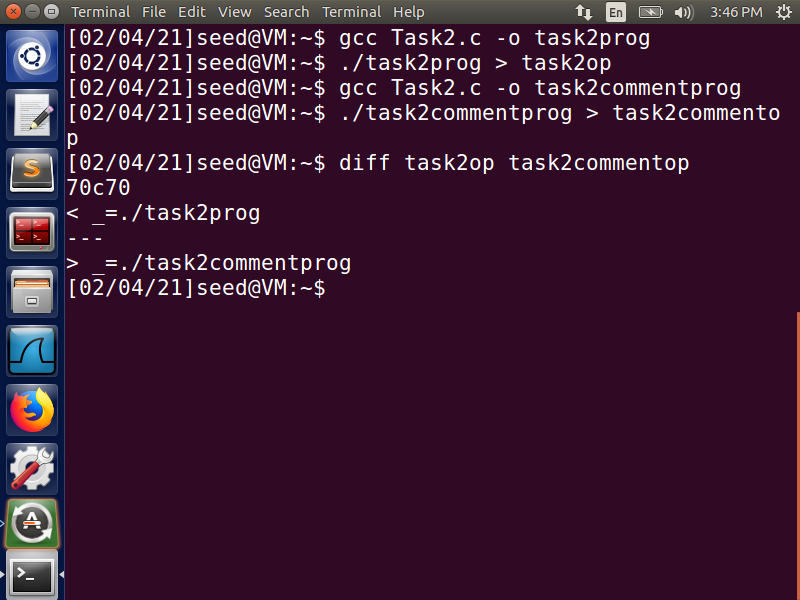 Terminal File Edit View Search Terminal Help En 3:46 PM
[02/04/21]seed@VM:~$ gcc Task2.c -o task2prog
[02/04/21]seed@VM:~$ ./task2prog > task2op
[02/04/21]seed@VM:~$ gcc Task2.c -o task2commentprog
[02/04/21]seed@VM:~$ ./task2commentprog > task2commento
p
[02/04/21]seed@VM:~$ diff task2op task2commentop
70c70
< _=./task2prog
---
> _=./task2commentprog
[02/04/21]seed@VM:~$